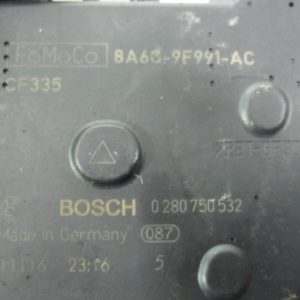 FoMoCo 8A6G-9F991-AC
CF335
BOSCH 0 280 750 532
Made in Germany 087
23:16 5